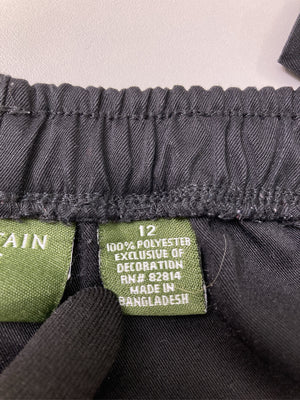 TAIN
12
100% POLYESTER
EXCLUSIVE OF
DECORATION
RN# 82814
MADE IN
BANGLADESH